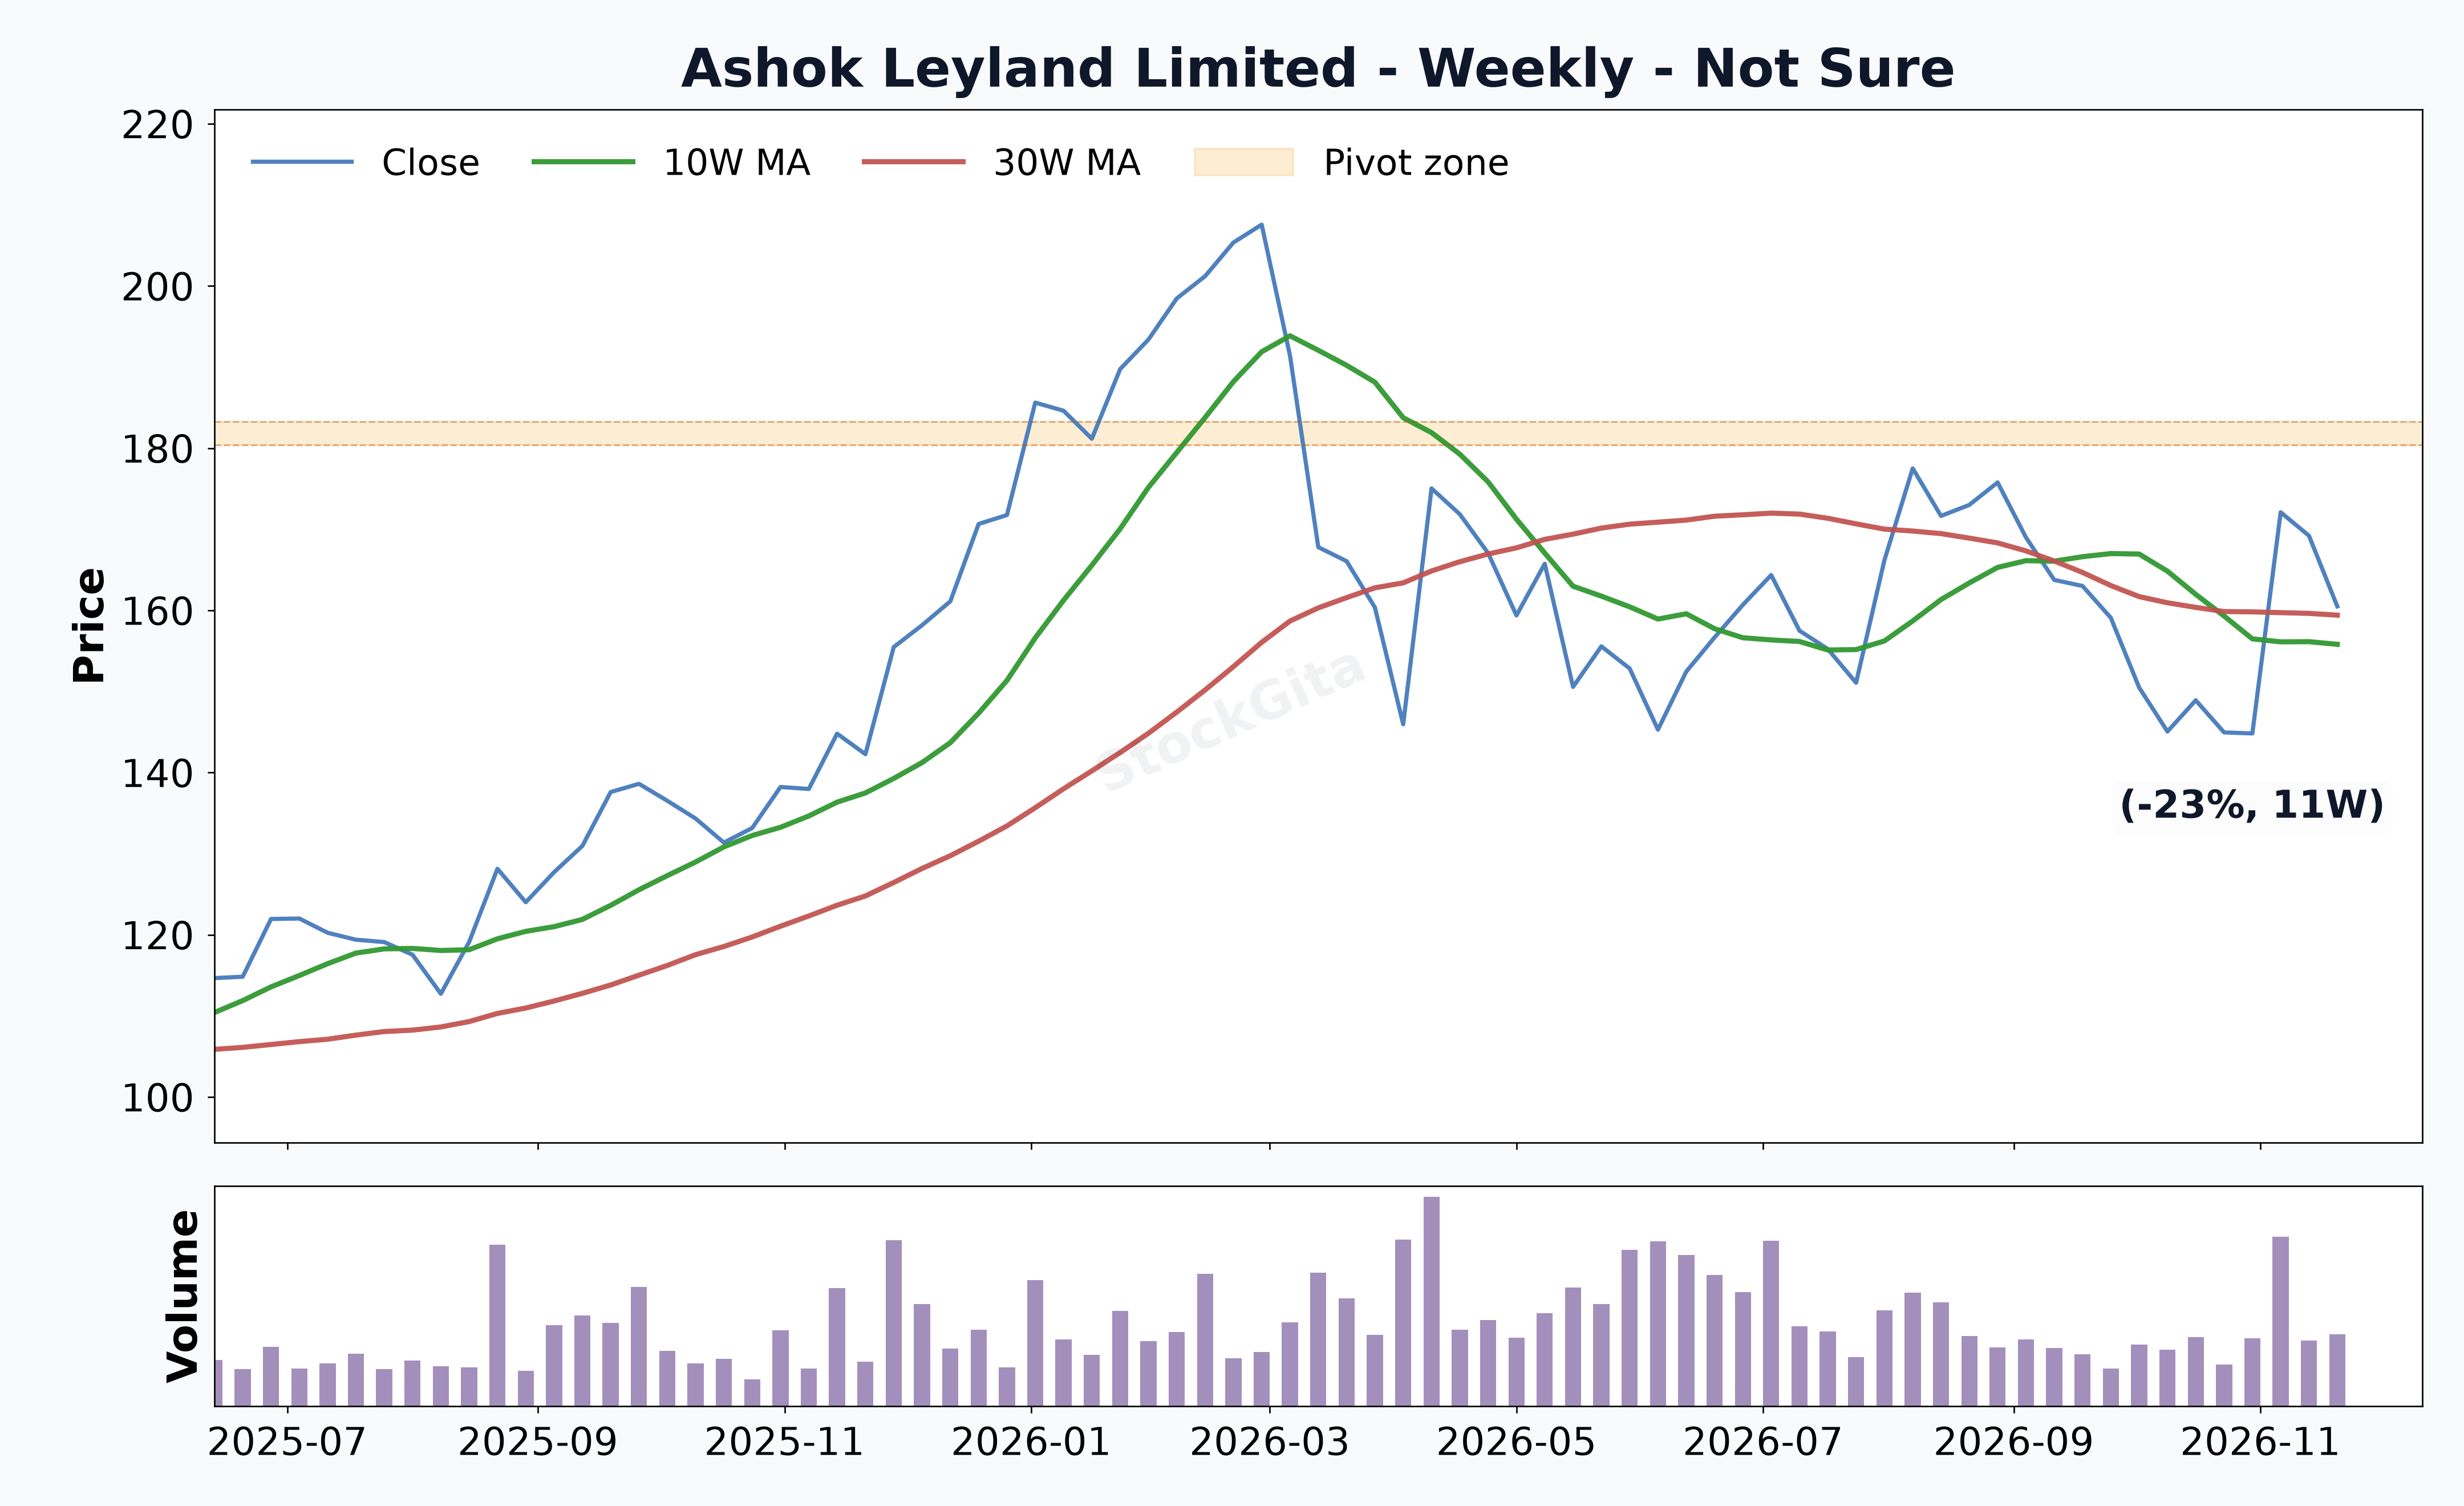 Ashok Leyland Limited - Weekly - Not Sure
Close 10W MA 30W MA Pivot zone
220
200
180
160
140
120
100
Price
StockGita
(-23%, 11W)
Volume
2025-07 2025-09 2025-11 2026-01 2026-03 2026-05 2026-07 2026-09 2026-11